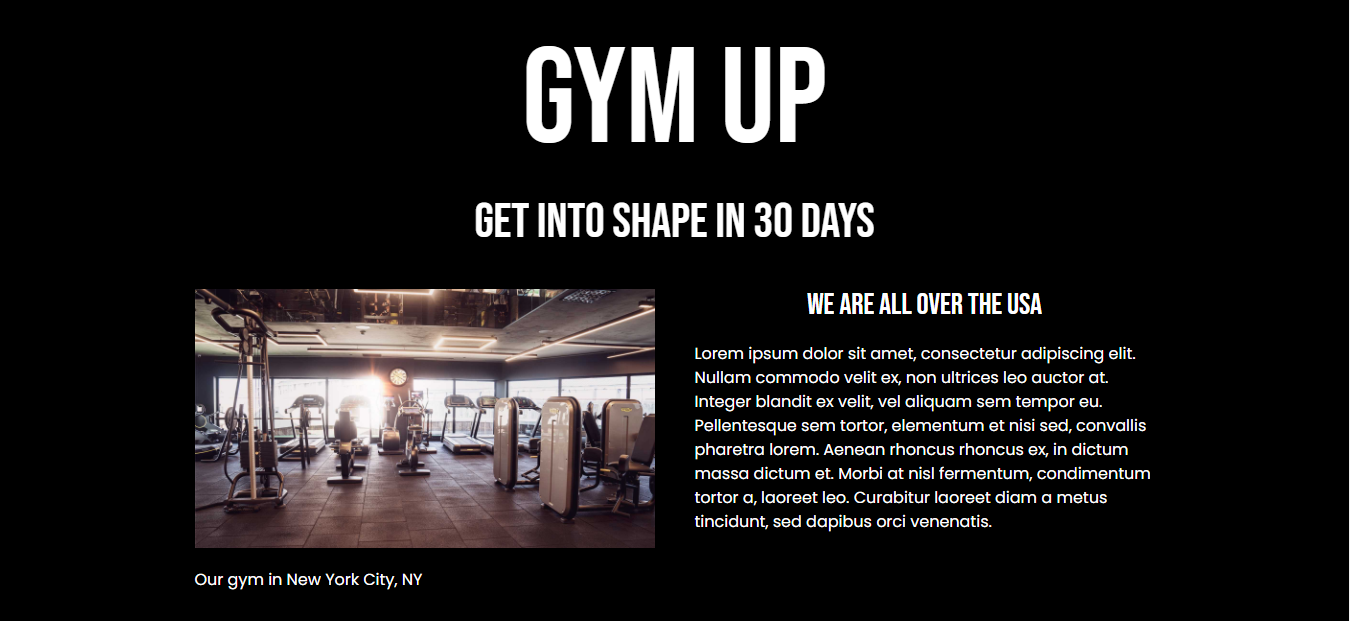 GYM UP
GET INTO SHAPE IN 30 DAYS
WE ARE ALL OVER THE USA
Lorem ipsum dolor sit amet, consectetur adipiscing elit.
Nullam commodo velit ex, non ultrices leo auctor at.
Integer blandit ex velit, vel aliquam sem tempor eu.
Pellentesque sem tortor, elementum et nisi sed, convallis
pharetra lorem. Aenean rhoncus rhoncus ex, in dictum
massa dictum et. Morbi at nisl fermentum, condimentum
tortor a, laoreet leo. Curabitur laoreet diam a metus
tincidunt, sed dapibus orci venenatis.
Our gym in New York City, NY